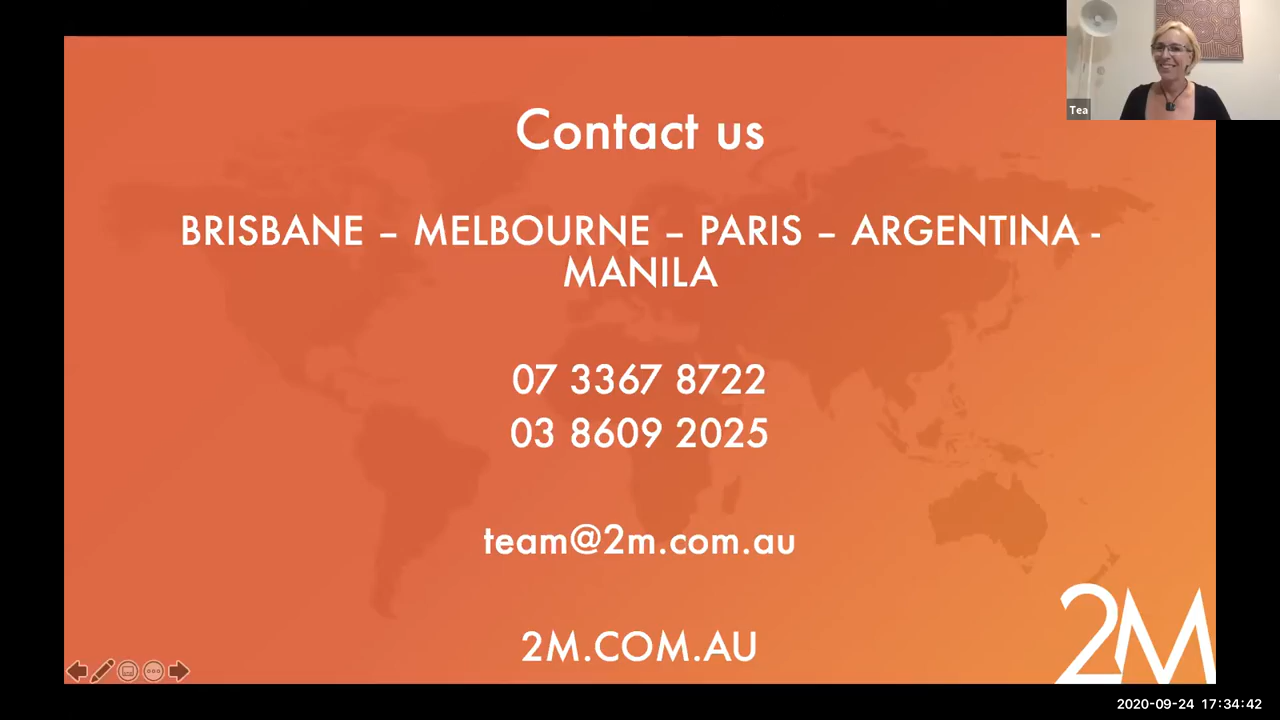 Tea
Contact us
BRISBANE – MELBOURNE – PARIS – ARGENTINA -
MANILA
07 3367 8722
03 8609 2025
team@2m.com.au
2M.COM.AU
2M
2020-09-24 17:34:42